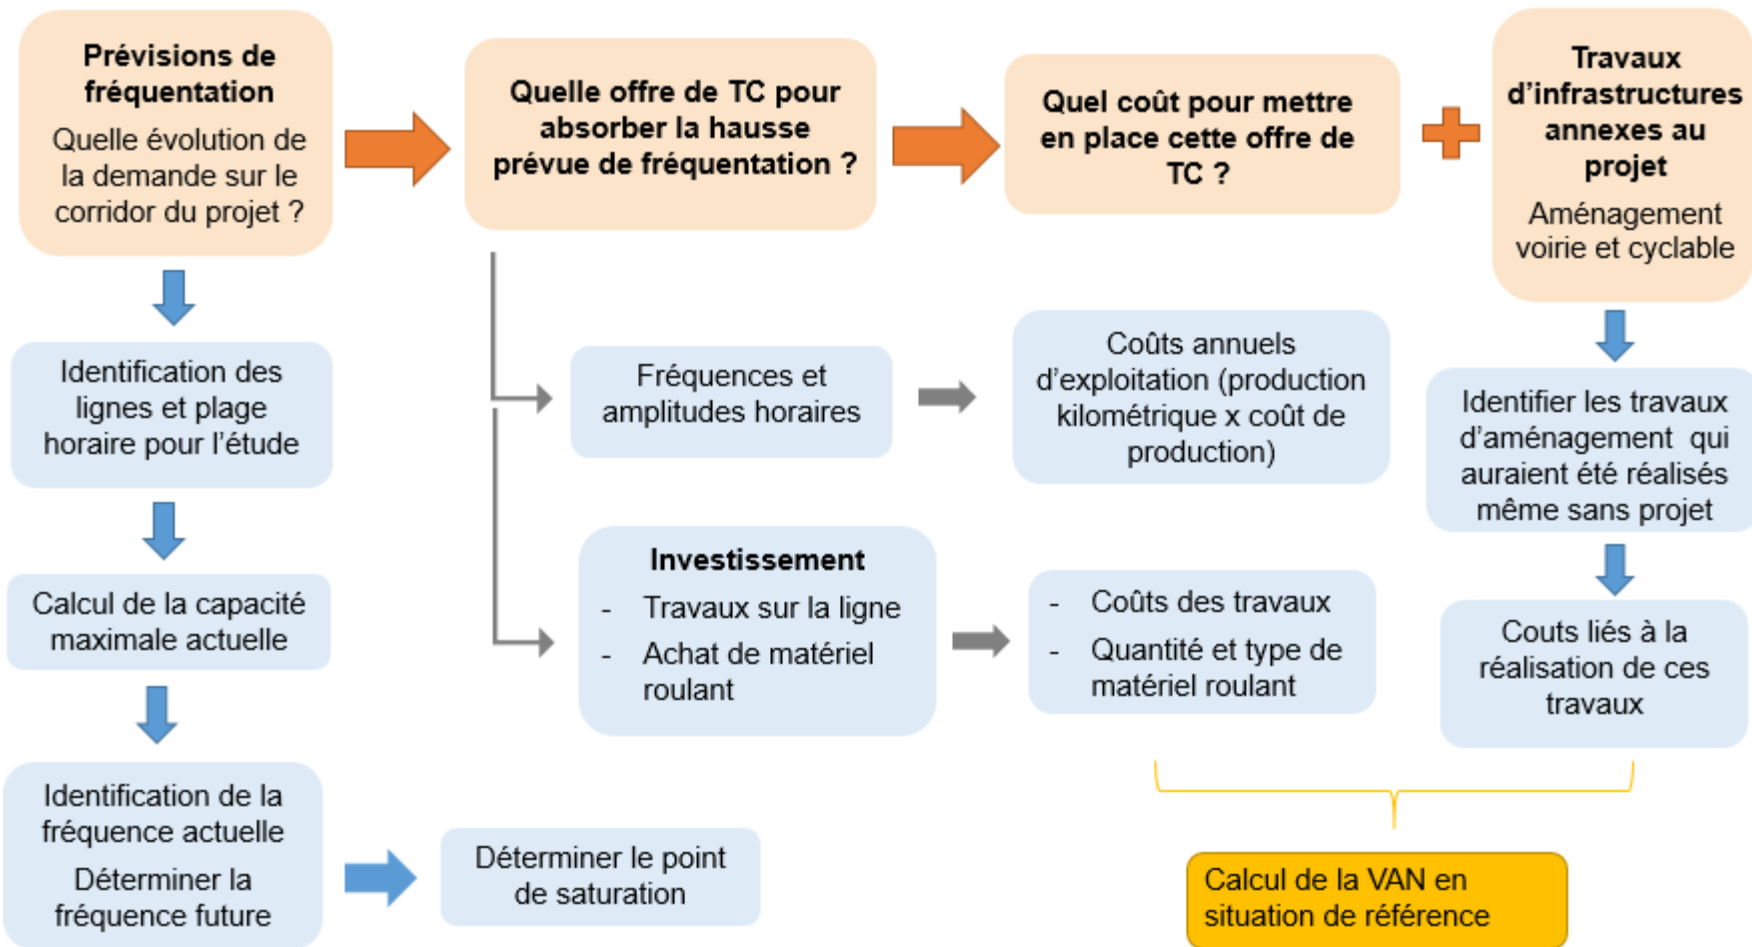 Prévisions de
fréquentation
Quelle évolution de
la demande sur le
corridor du projet ?
Quelle offre de TC pour
absorber la hausse
prévue de fréquentation ?
Quel coût pour mettre
en place cette offre de
TC ?
Travaux
d'infrastructures
annexes au
projet
Aménagement
voirie et cyclable
Identification des
lignes et plage
horaire pour l'étude
Fréquences et
amplitudes horaires
Coûts annuels
d'exploitation (production
kilométrique x coût de
production)
Identifier les travaux
d'aménagement qui
auraient été réalisés
même sans projet
Calcul de la capacité
maximale actuelle
Investissement
- Travaux sur la ligne
- Achat de matériel
roulant
- Coûts des travaux
- Quantité et type de
matériel roulant
Couts liés à la
réalisation de ces
travaux
Identification de la
fréquence actuelle
Déterminer la
fréquence future
Déterminer le point
de saturation
Calcul de la VAN en
situation de référence